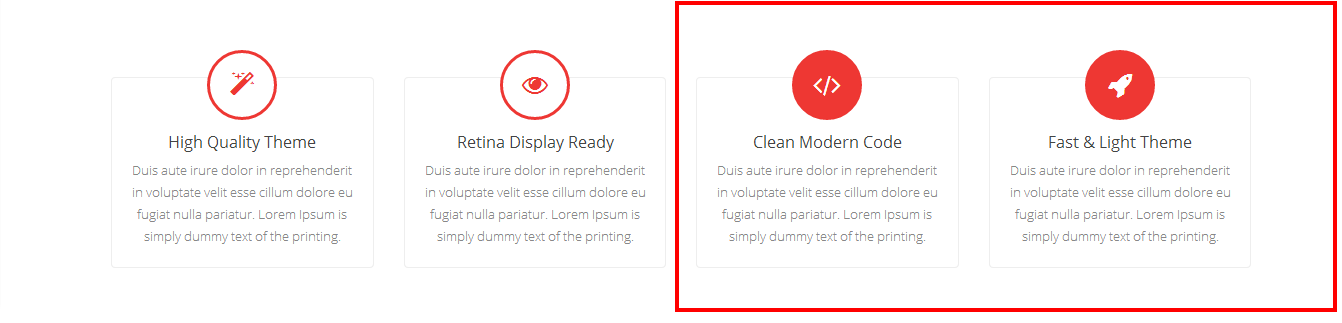 High Quality Theme
Duis aute irure dolor in reprehenderit
in voluptate velit esse cillum dolore eu
fugiat nulla pariatur. Lorem Ipsum is
simply dummy text of the printing.
Retina Display Ready
Duis aute irure dolor in reprehenderit
in voluptate velit esse cillum dolore eu
fugiat nulla pariatur. Lorem Ipsum is
simply dummy text of the printing.
Clean Modern Code
Duis aute irure dolor in reprehenderit
in voluptate velit esse cillum dolore eu
fugiat nulla pariatur. Lorem Ipsum is
simply dummy text of the printing.
Fast & Light Theme
Duis aute irure dolor in reprehenderit
in voluptate velit esse cillum dolore eu
fugiat nulla pariatur. Lorem Ipsum is
simply dummy text of the printing.